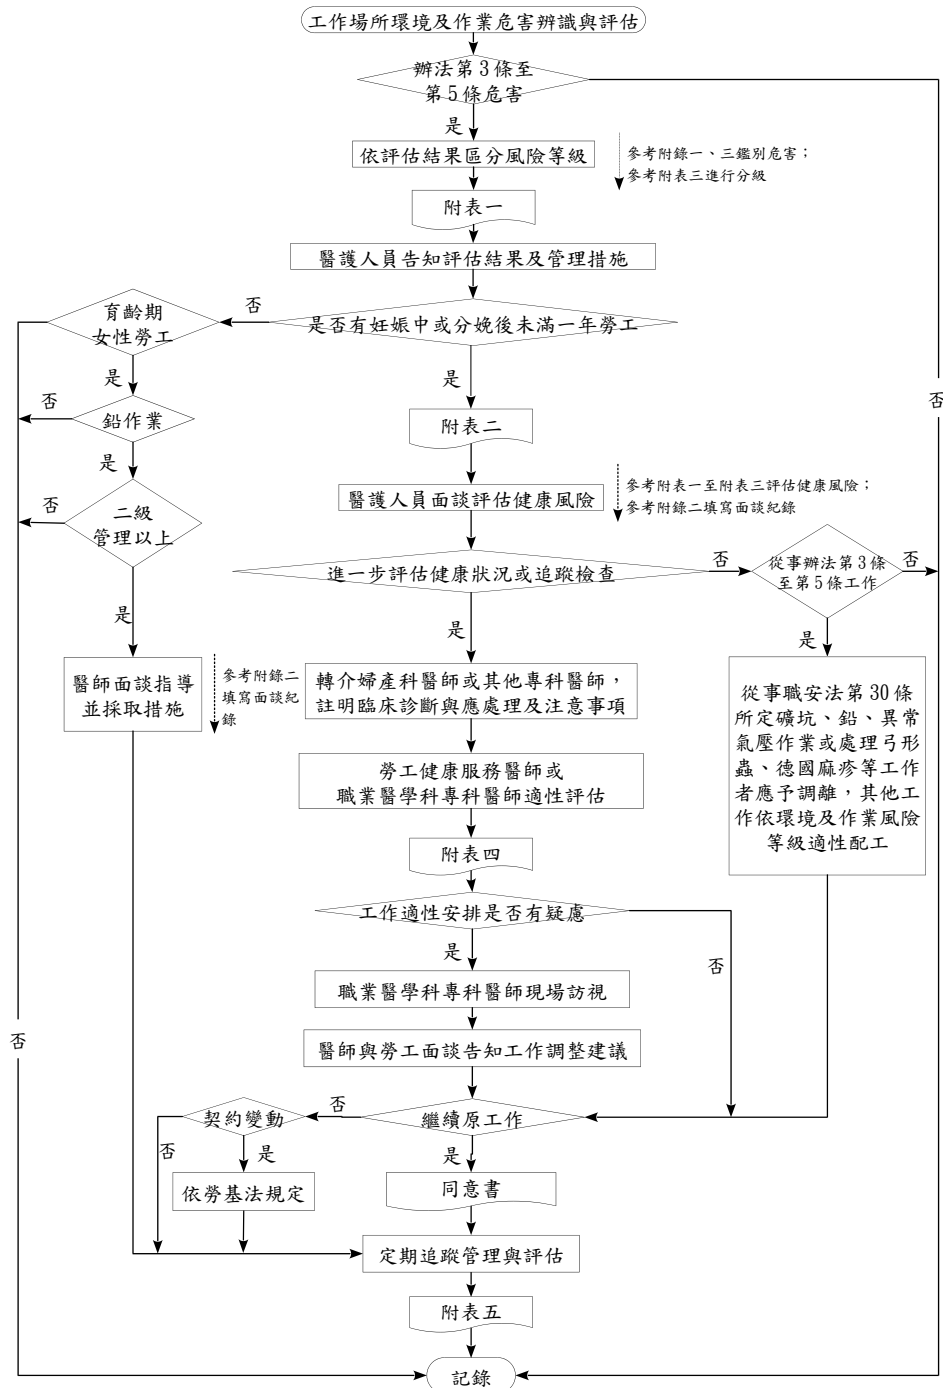 工作場所環境及作業危害辨識與評估
辦法第3條至
第5條危害
是
依評估結果區分風險等級
參考附錄一、三鑑別危害；
參考附表三進行分級
附表一
醫護人員告知評估結果及管理措施
育齡期
女性勞工
否
是否有妊娠中或分娩後未滿一年勞工
是
是
否
否
鉛作業
附表二
是
醫護人員面談評估健康風險
參考附表一至附表三評估健康風險；
參考附錄二填寫面談紀錄
否
二級
管理以上
進一步評估健康狀況或追蹤檢查
否
從事辦法第3條
至第5條工作
否
是
是
是
醫師面談指導
並採取措施
參考附錄二
填寫面談紀
錄
轉介婦產科醫師或其他專科醫師，
註明臨床診斷與應處理及注意事項
從事職安法第30條
所定礦坑、鉛、異常
氣壓作業或處理弓形
蟲、德國麻疹等工作
者應予調離，其他工
作依環境及作業風險
等級適性配工
勞工健康服務醫師或
職業醫學科專科醫師適性評估
附表四
工作適性安排是否有疑慮
是
否
職業醫學科專科醫師現場訪視
否
醫師與勞工面談告知工作調整建議
契約變動
否
繼續原工作
否
是
是
依勞基法規定
同意書
定期追蹤管理與評估
附表五
記錄